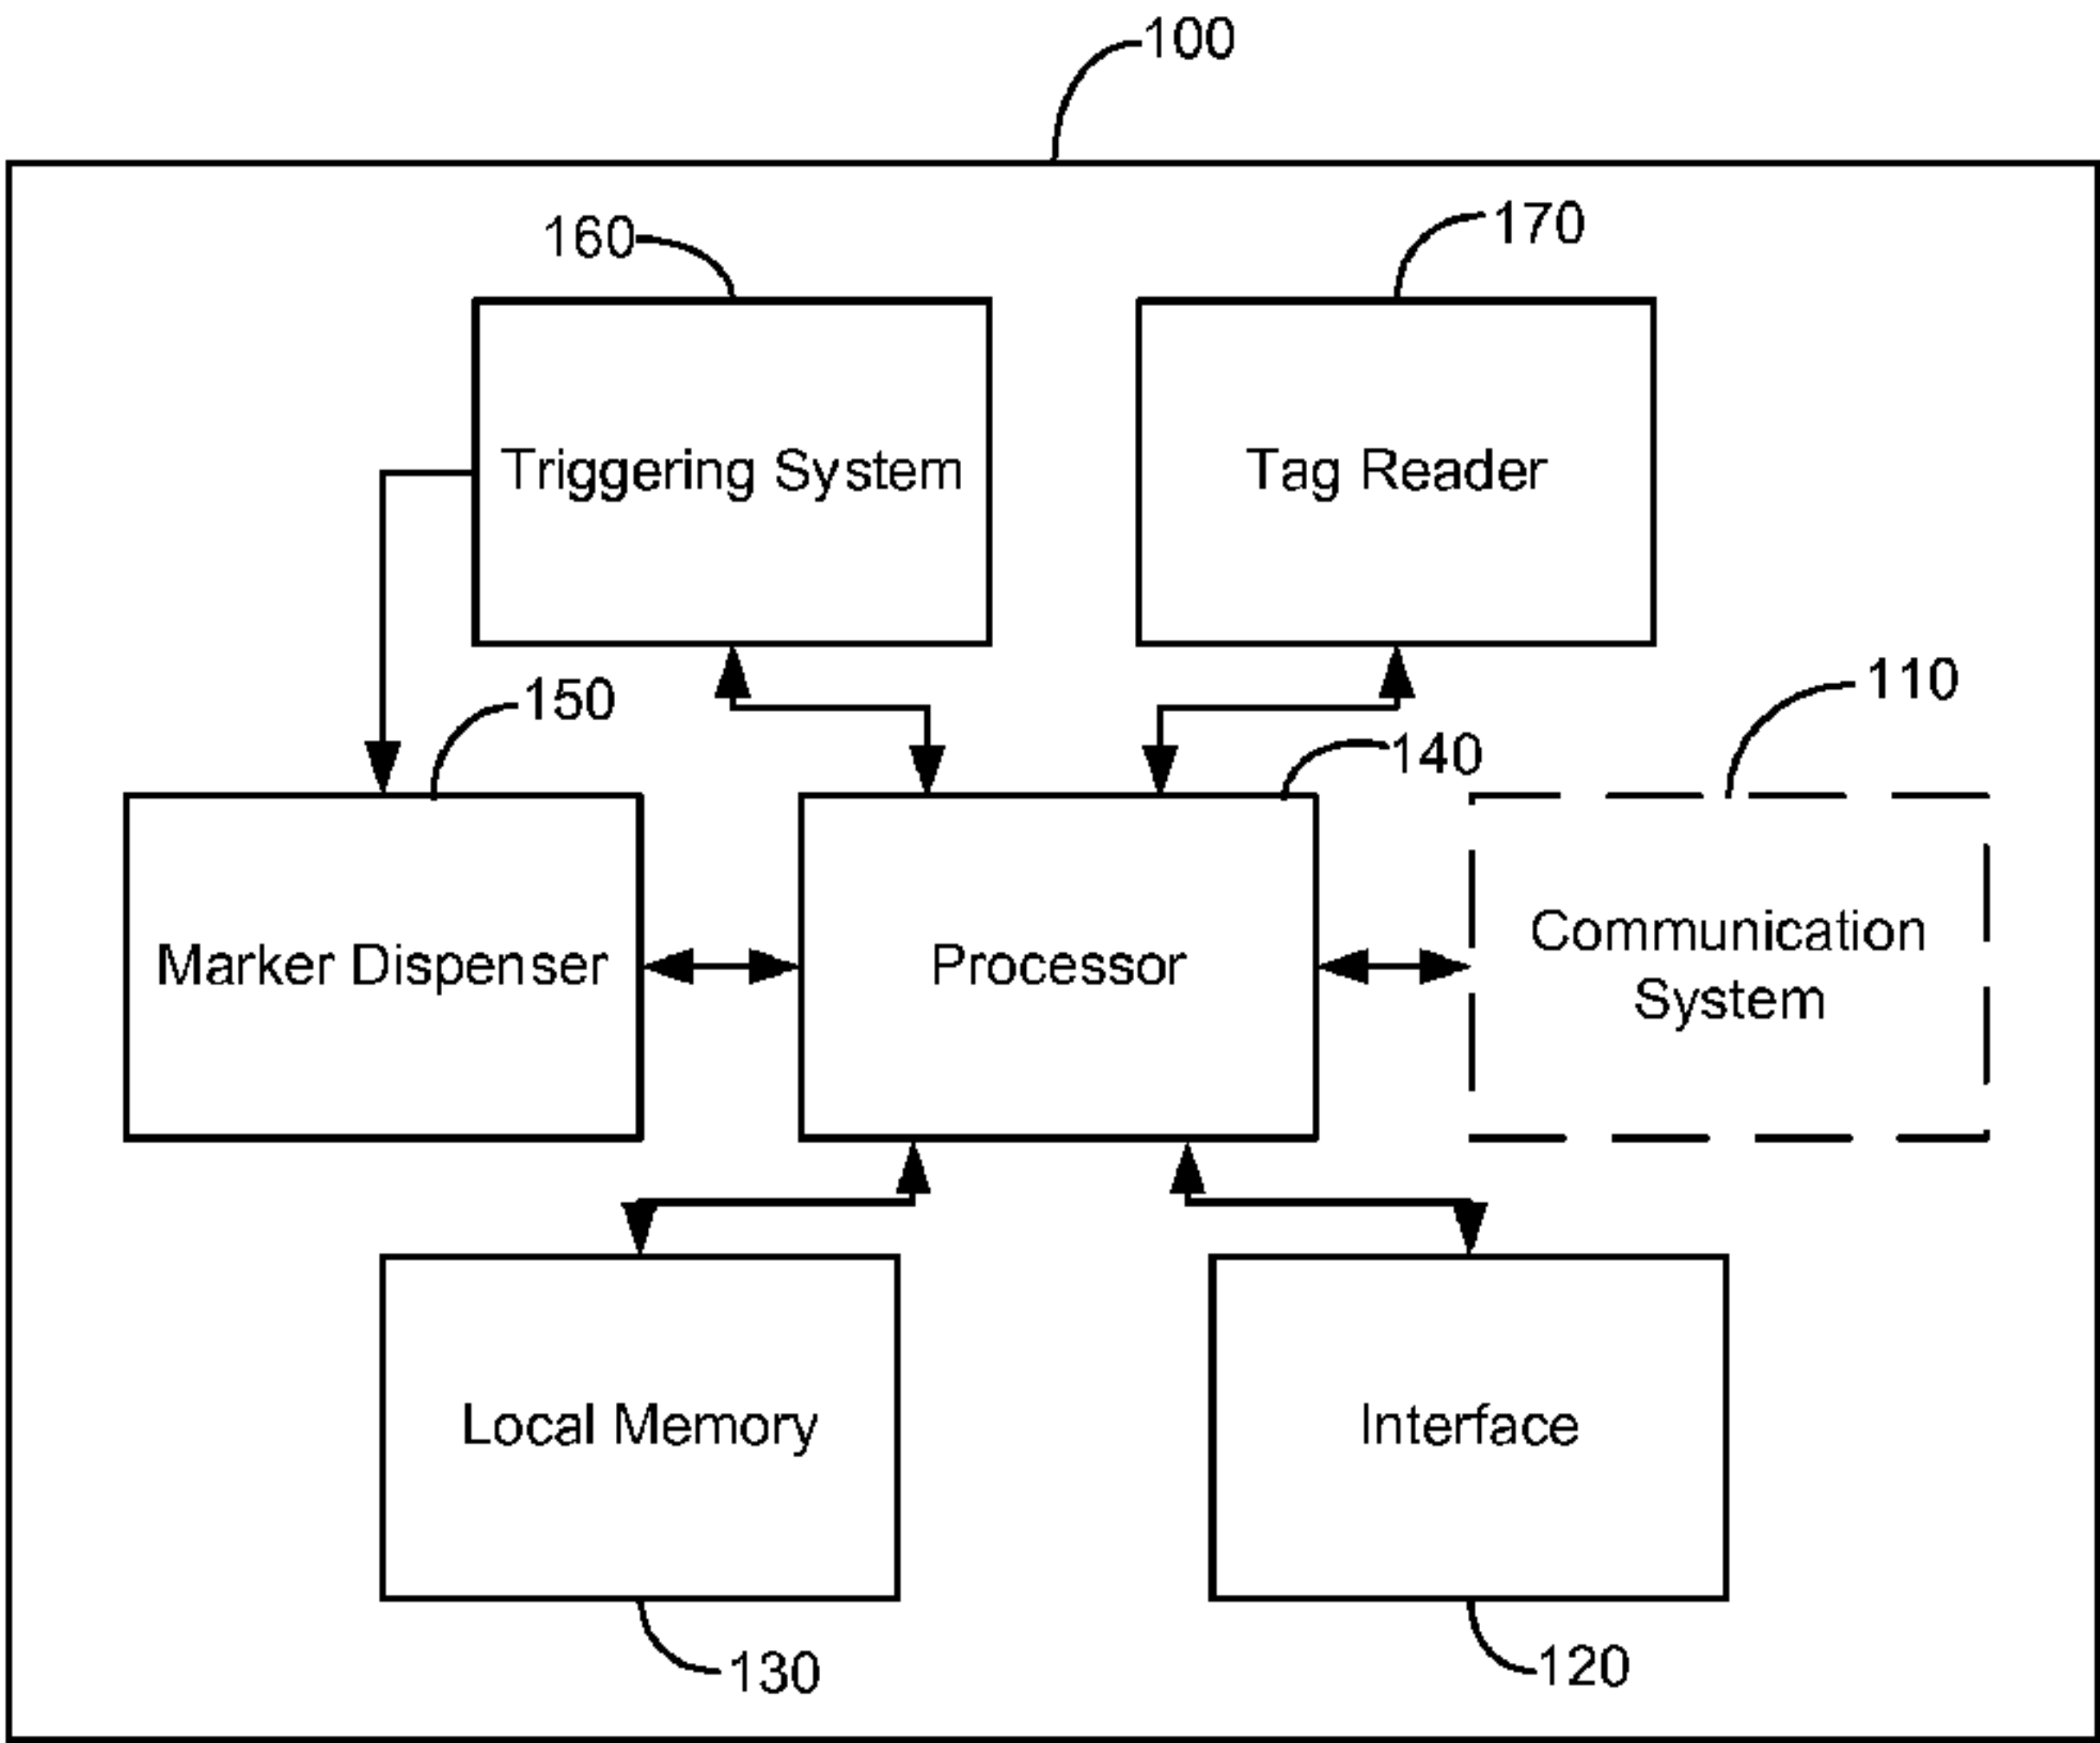 100
160
170
Triggering System
Tag Reader
150
110
140
Marker Dispenser
Processor
Communication
System
Local Memory
Interface
130
120